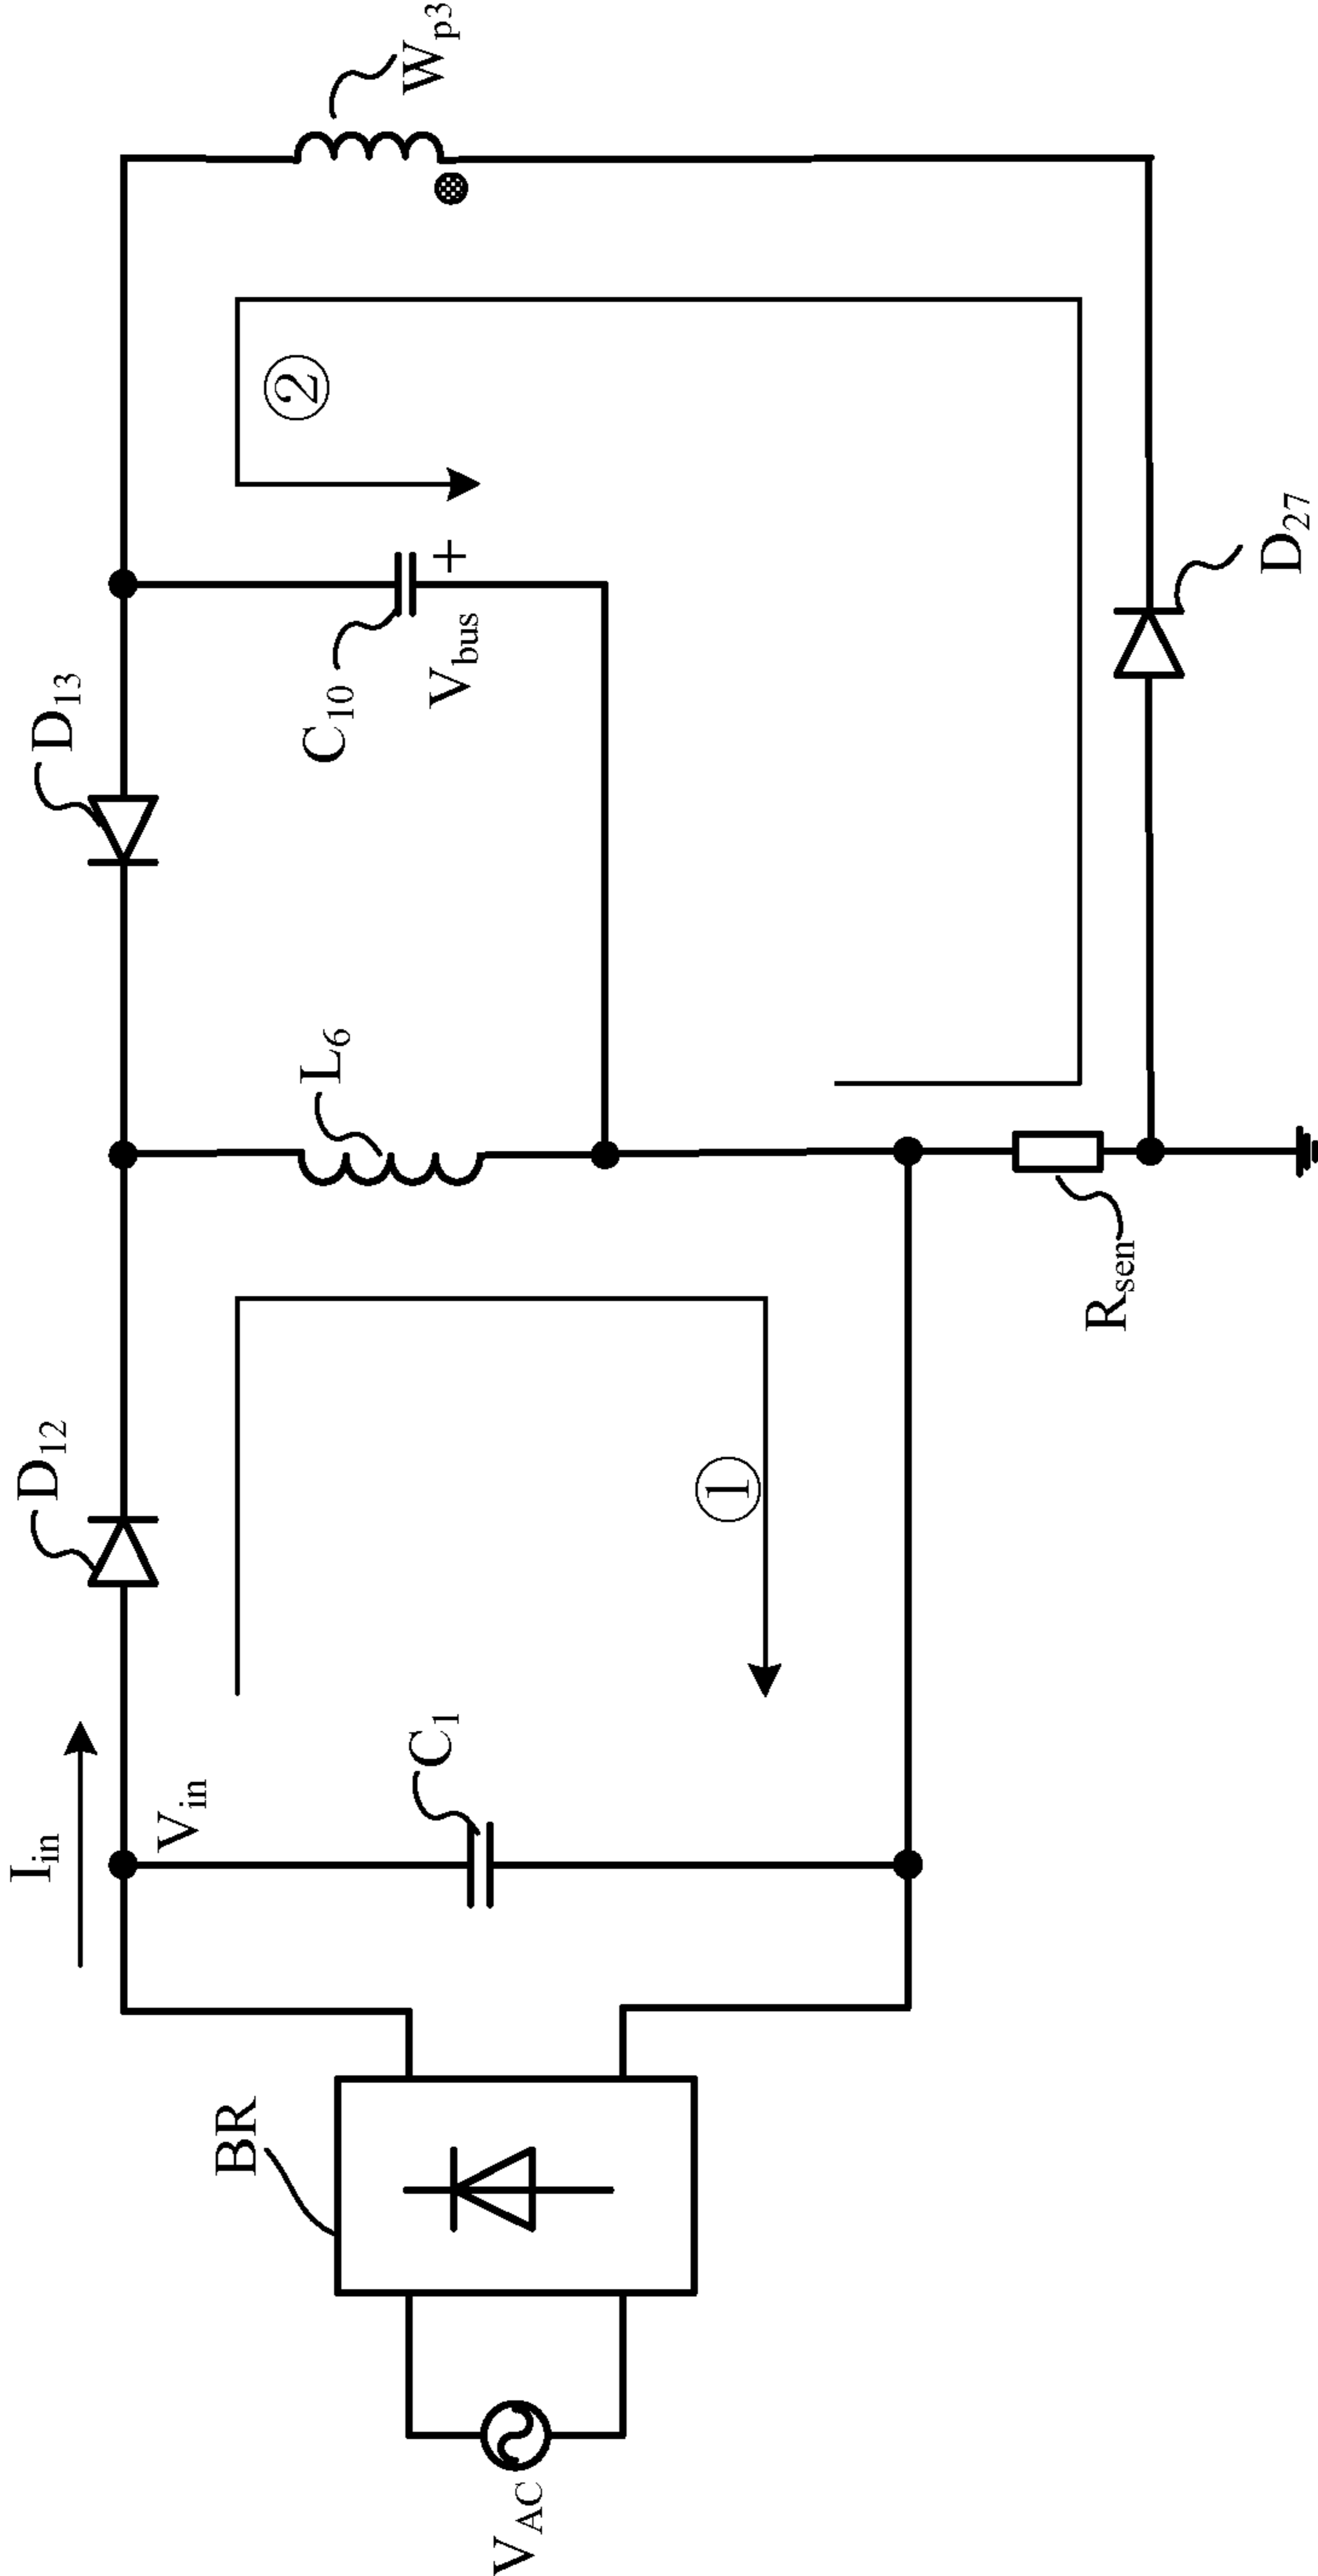 I_in
D_12
D_13
V_in
BR
C_1
L_6
C_10
+
V_bus
②
W_p3
V_AC
①
R_sen
D_27